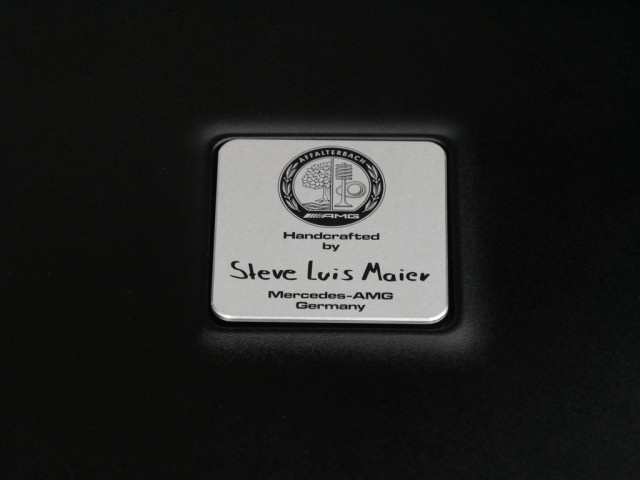 AFFALTERBACH
AMG
Handcrafted
by
Steve Luis Maier
Mercedes-AMG
Germany